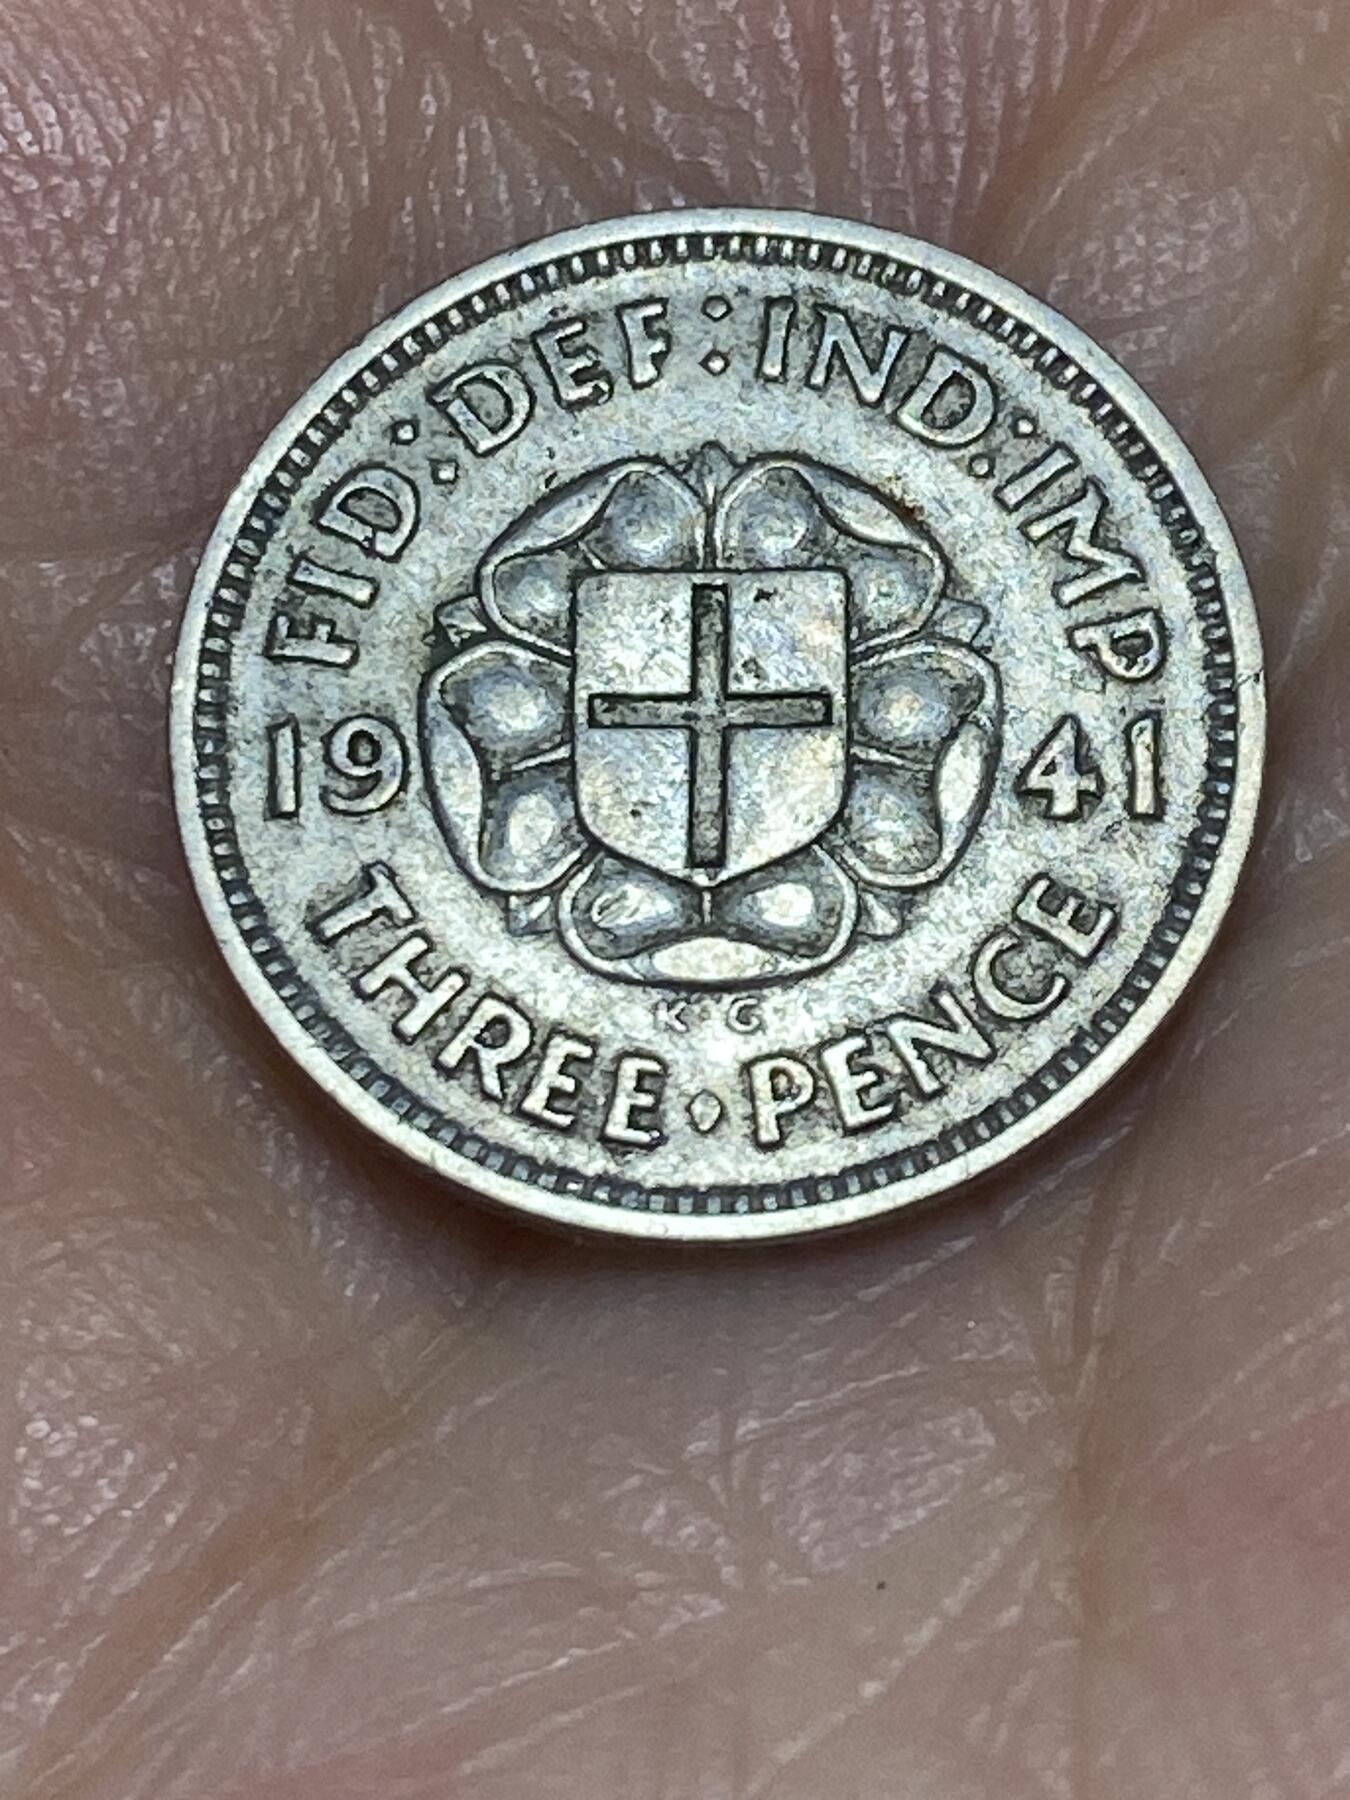 FID : DEF : IND : IMP
19 41
K G
THREE · PENCE